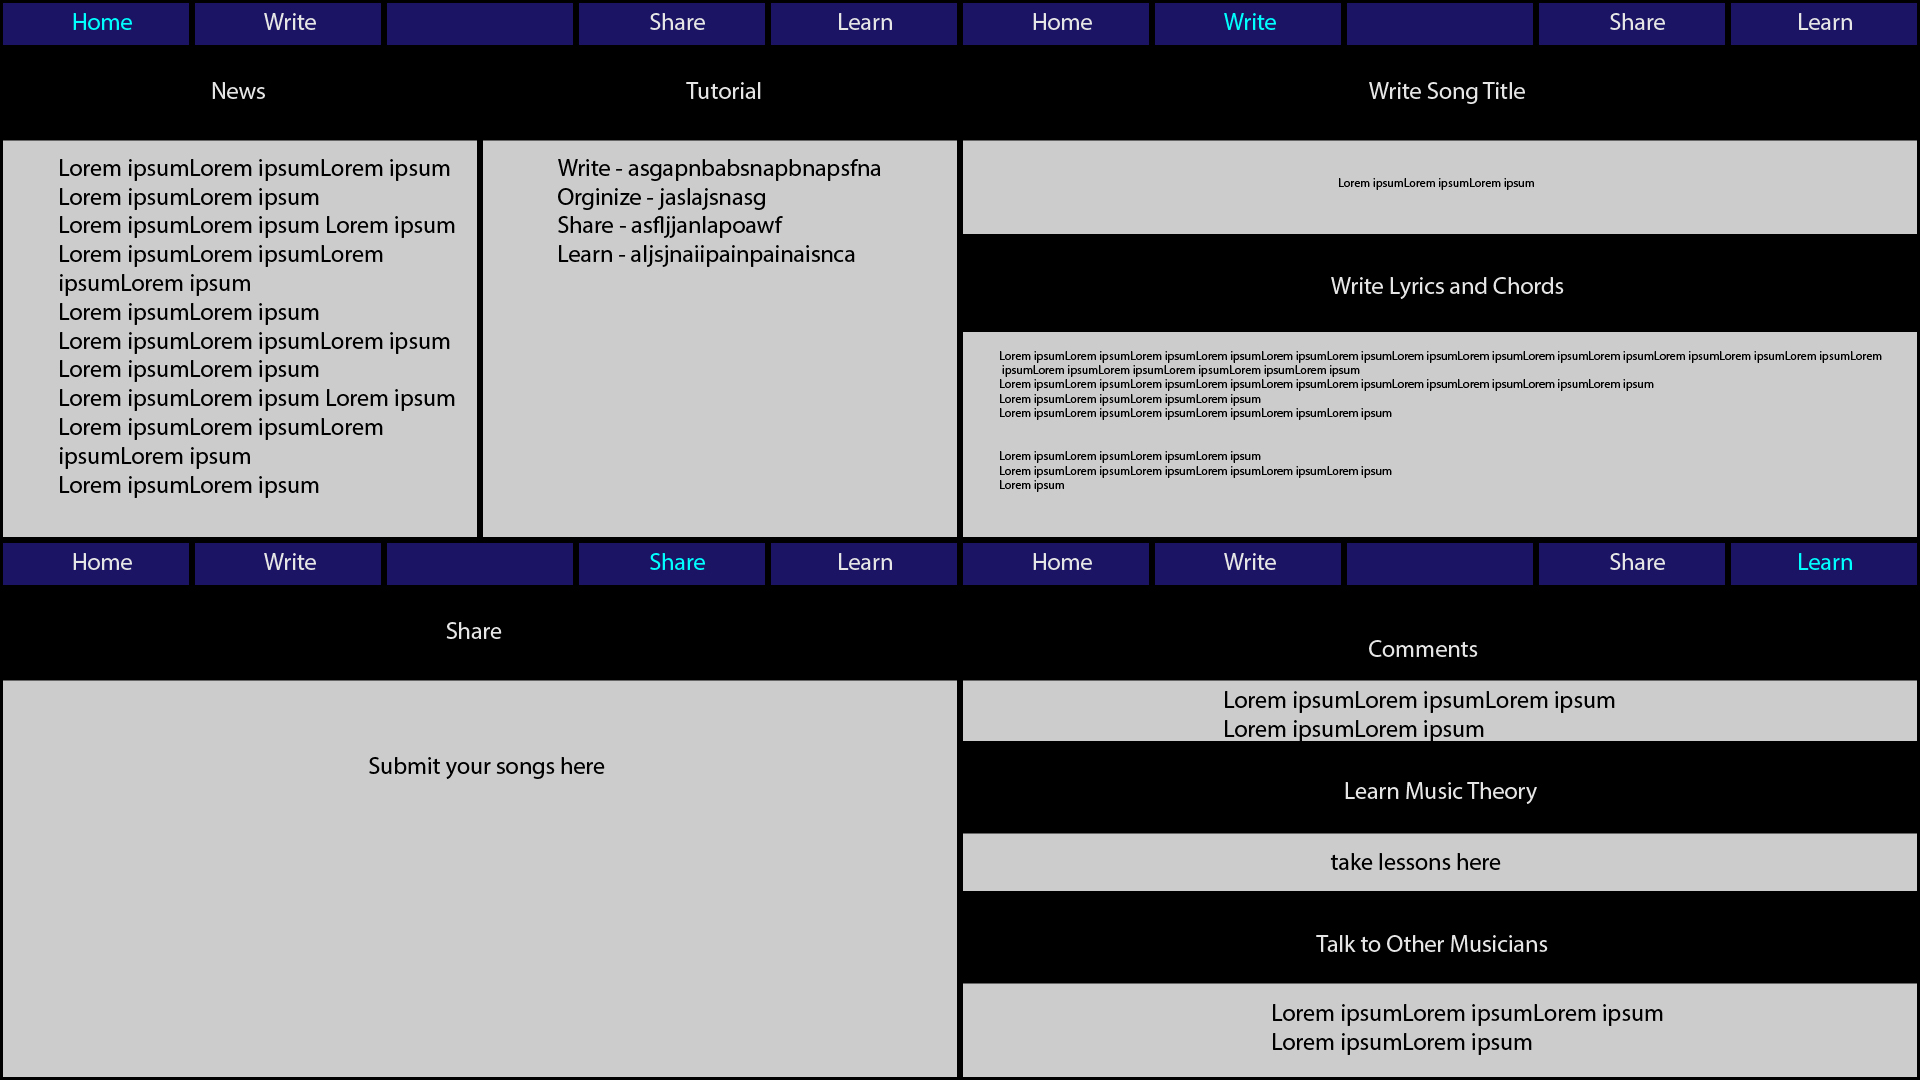 Home Write Share Learn
News Tutorial
Lorem ipsumLorem ipsumLorem ipsum
Lorem ipsumLorem ipsum
Lorem ipsumLorem ipsum Lorem ipsum
Lorem ipsumLorem ipsumLorem
ipsumLorem ipsum
Lorem ipsumLorem ipsum
Lorem ipsumLorem ipsumLorem ipsum
Lorem ipsumLorem ipsum
Lorem ipsumLorem ipsum Lorem ipsum
Lorem ipsumLorem ipsumLorem
ipsumLorem ipsum
Lorem ipsumLorem ipsum
Write - asgapnbabsnapbnapsfna
Orginize - jaslajsnasg
Share - asfljjanlapoawf
Learn - aljsjnaiipainpainaisnca
Home Write Share Learn
Write Song Title
Lorem ipsumLorem ipsumLorem ipsum
Write Lyrics and Chords
Lorem ipsumLorem ipsumLorem ipsumLorem ipsumLorem ipsumLorem ipsumLorem ipsumLorem ipsumLorem ipsumLorem ipsumLorem ipsumLorem ipsumLorem ipsumLorem
ipsumLorem ipsumLorem ipsumLorem ipsumLorem ipsumLorem ipsum
Lorem ipsumLorem ipsumLorem ipsumLorem ipsumLorem ipsumLorem ipsumLorem ipsumLorem ipsumLorem ipsumLorem ipsum
Lorem ipsumLorem ipsumLorem ipsumLorem ipsum
Lorem ipsumLorem ipsumLorem ipsumLorem ipsumLorem ipsumLorem ipsum
Lorem ipsumLorem ipsumLorem ipsumLorem ipsum
Lorem ipsumLorem ipsumLorem ipsumLorem ipsumLorem ipsumLorem ipsum
Lorem ipsum
Home Write Share Learn
Share
Submit your songs here
Home Write Share Learn
Comments
Lorem ipsumLorem ipsumLorem ipsum
Lorem ipsumLorem ipsum
Learn Music Theory
take lessons here
Talk to Other Musicians
Lorem ipsumLorem ipsumLorem ipsum
Lorem ipsumLorem ipsum